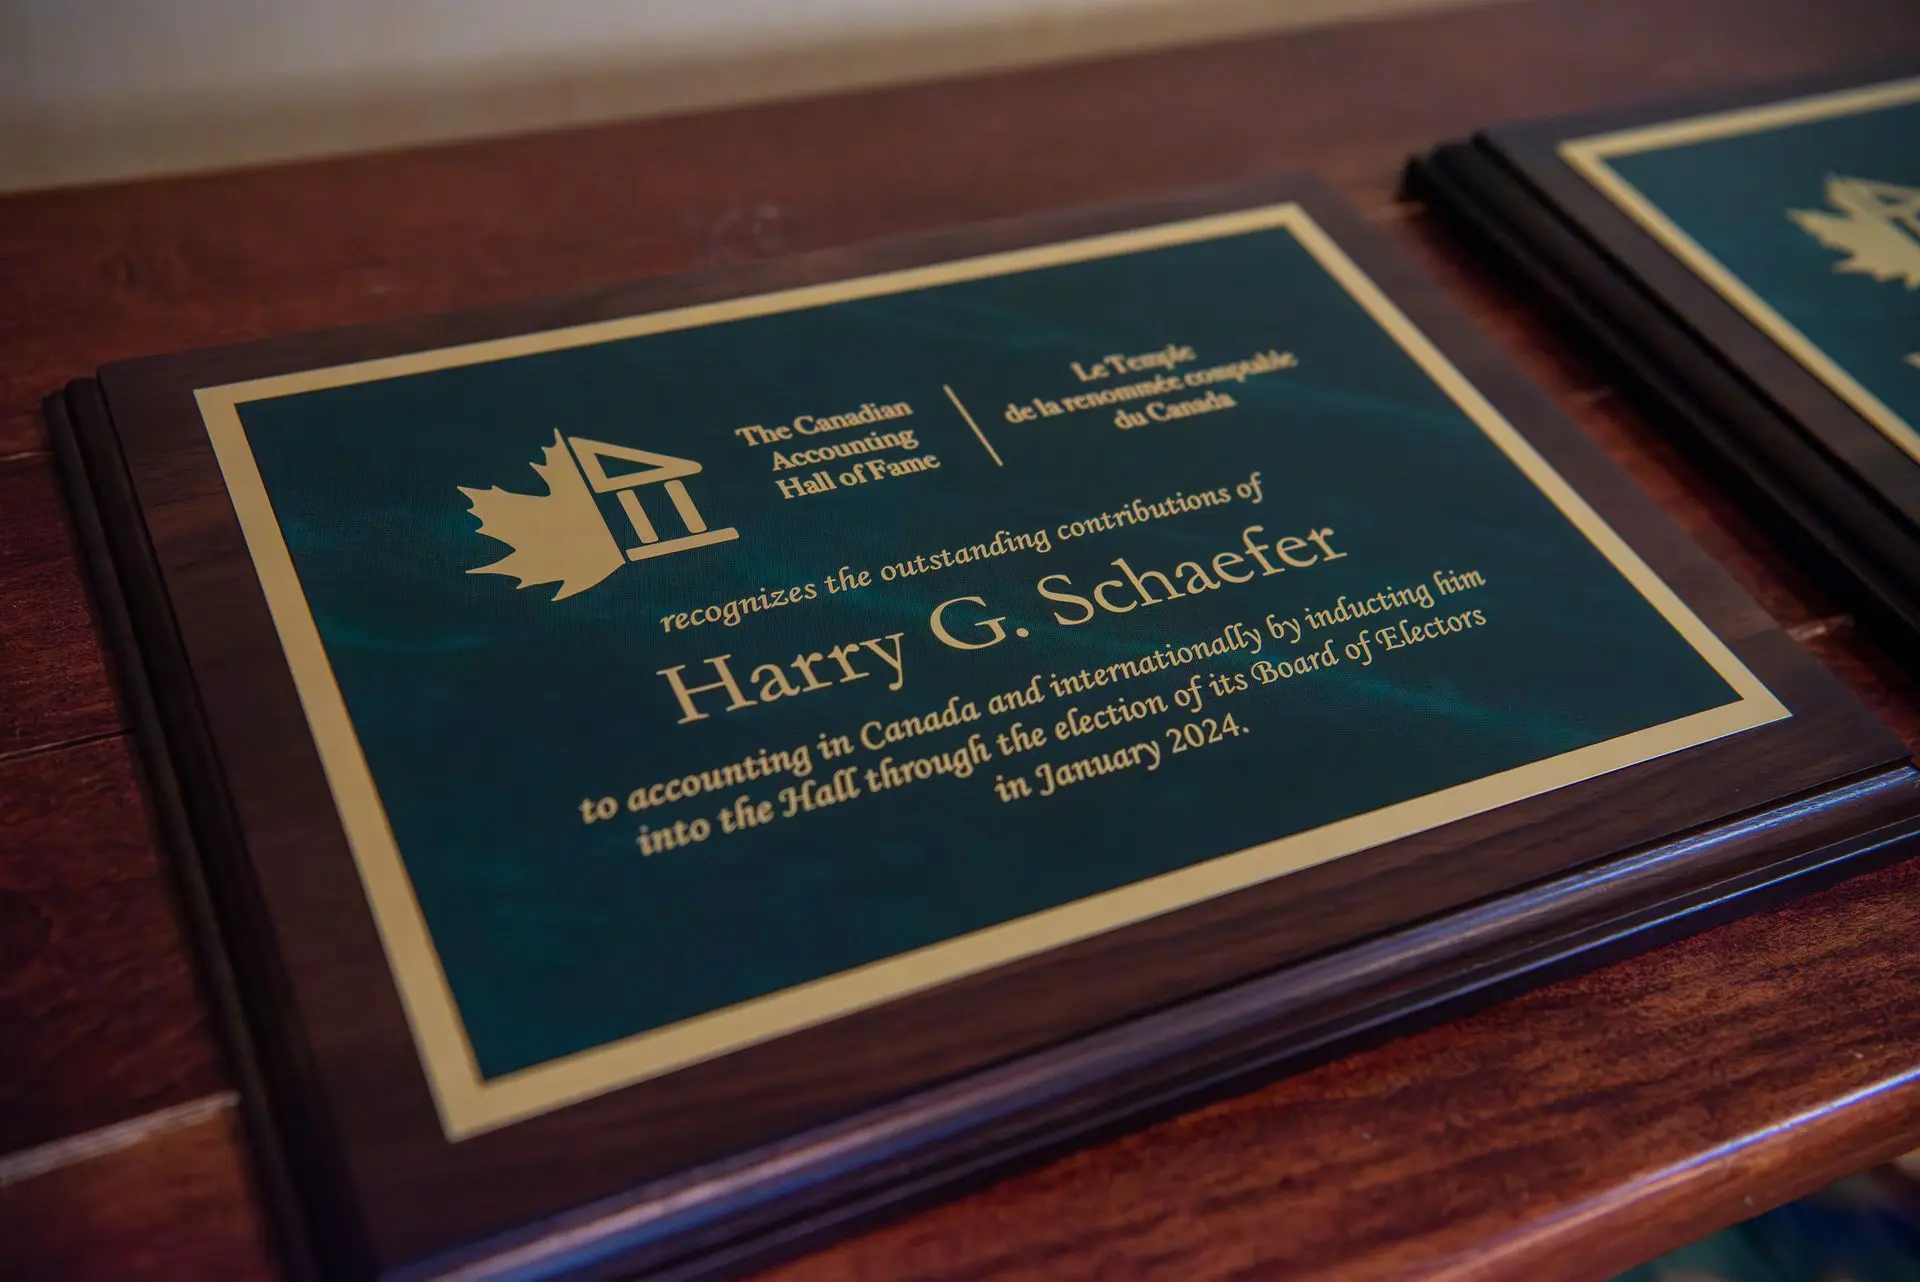 The Canadian
Accounting
Hall of Fame
Le Temple
de la renommée comptable
du Canada
recognizes the outstanding contributions of
Harry G. Schaefer
to accounting in Canada and internationally by inducting him
into the Hall through the election of its Board of Electors
in January 2024.